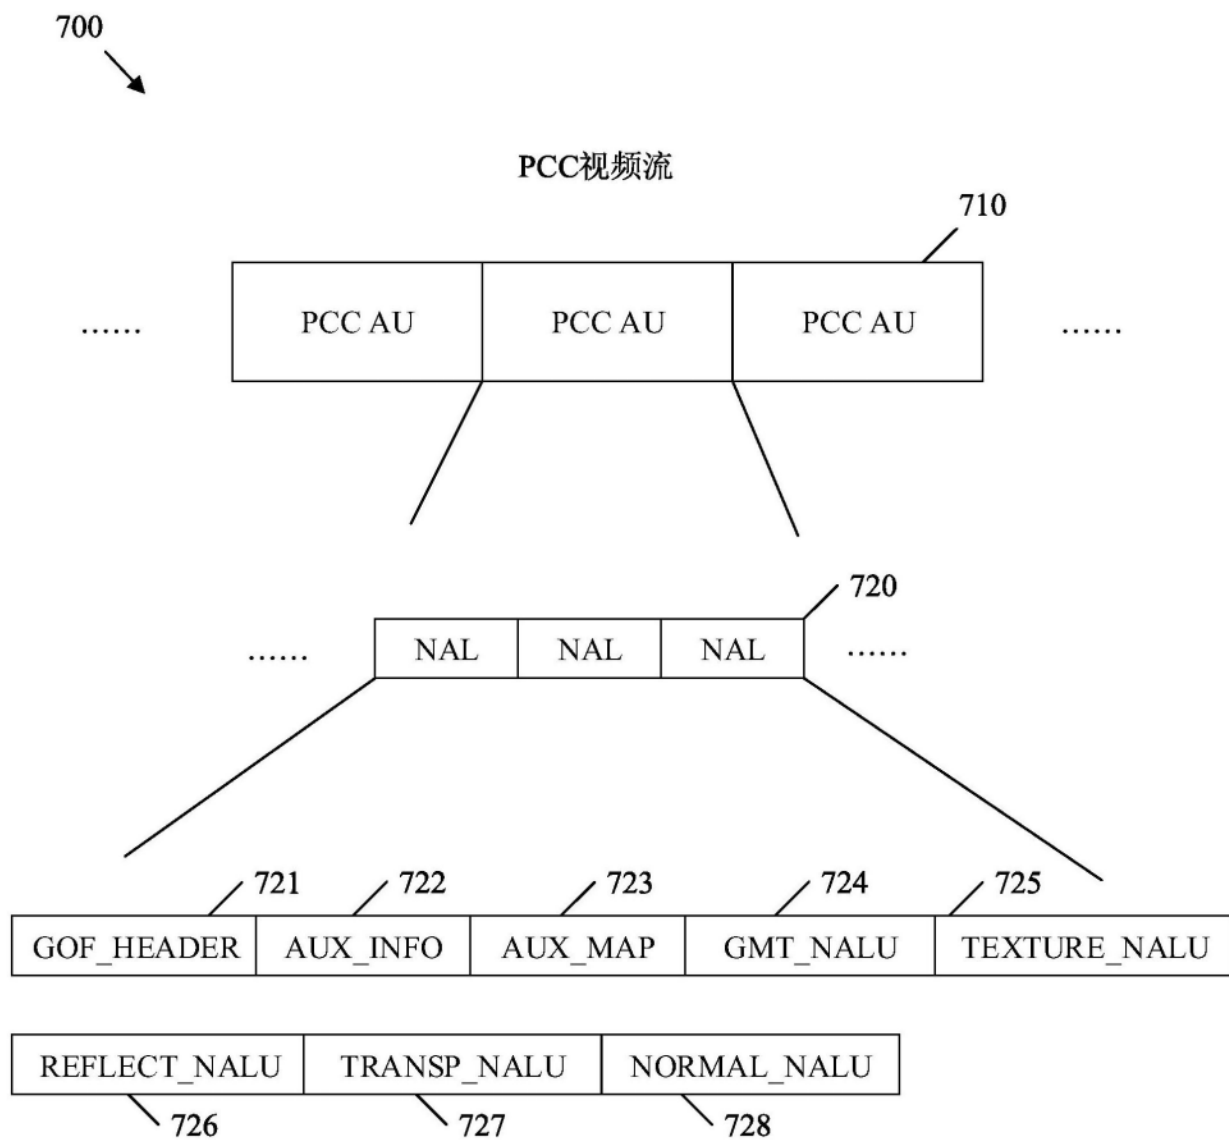 700
PCC视频流
710
...... PCC AU PCC AU PCC AU ......
720
...... NAL NAL NAL ......
721 722 723 724 725
GOF_HEADER AUX_INFO AUX_MAP GMT_NALU TEXTURE_NALU
REFLECT_NALU TRANSP_NALU NORMAL_NALU
726 727 728